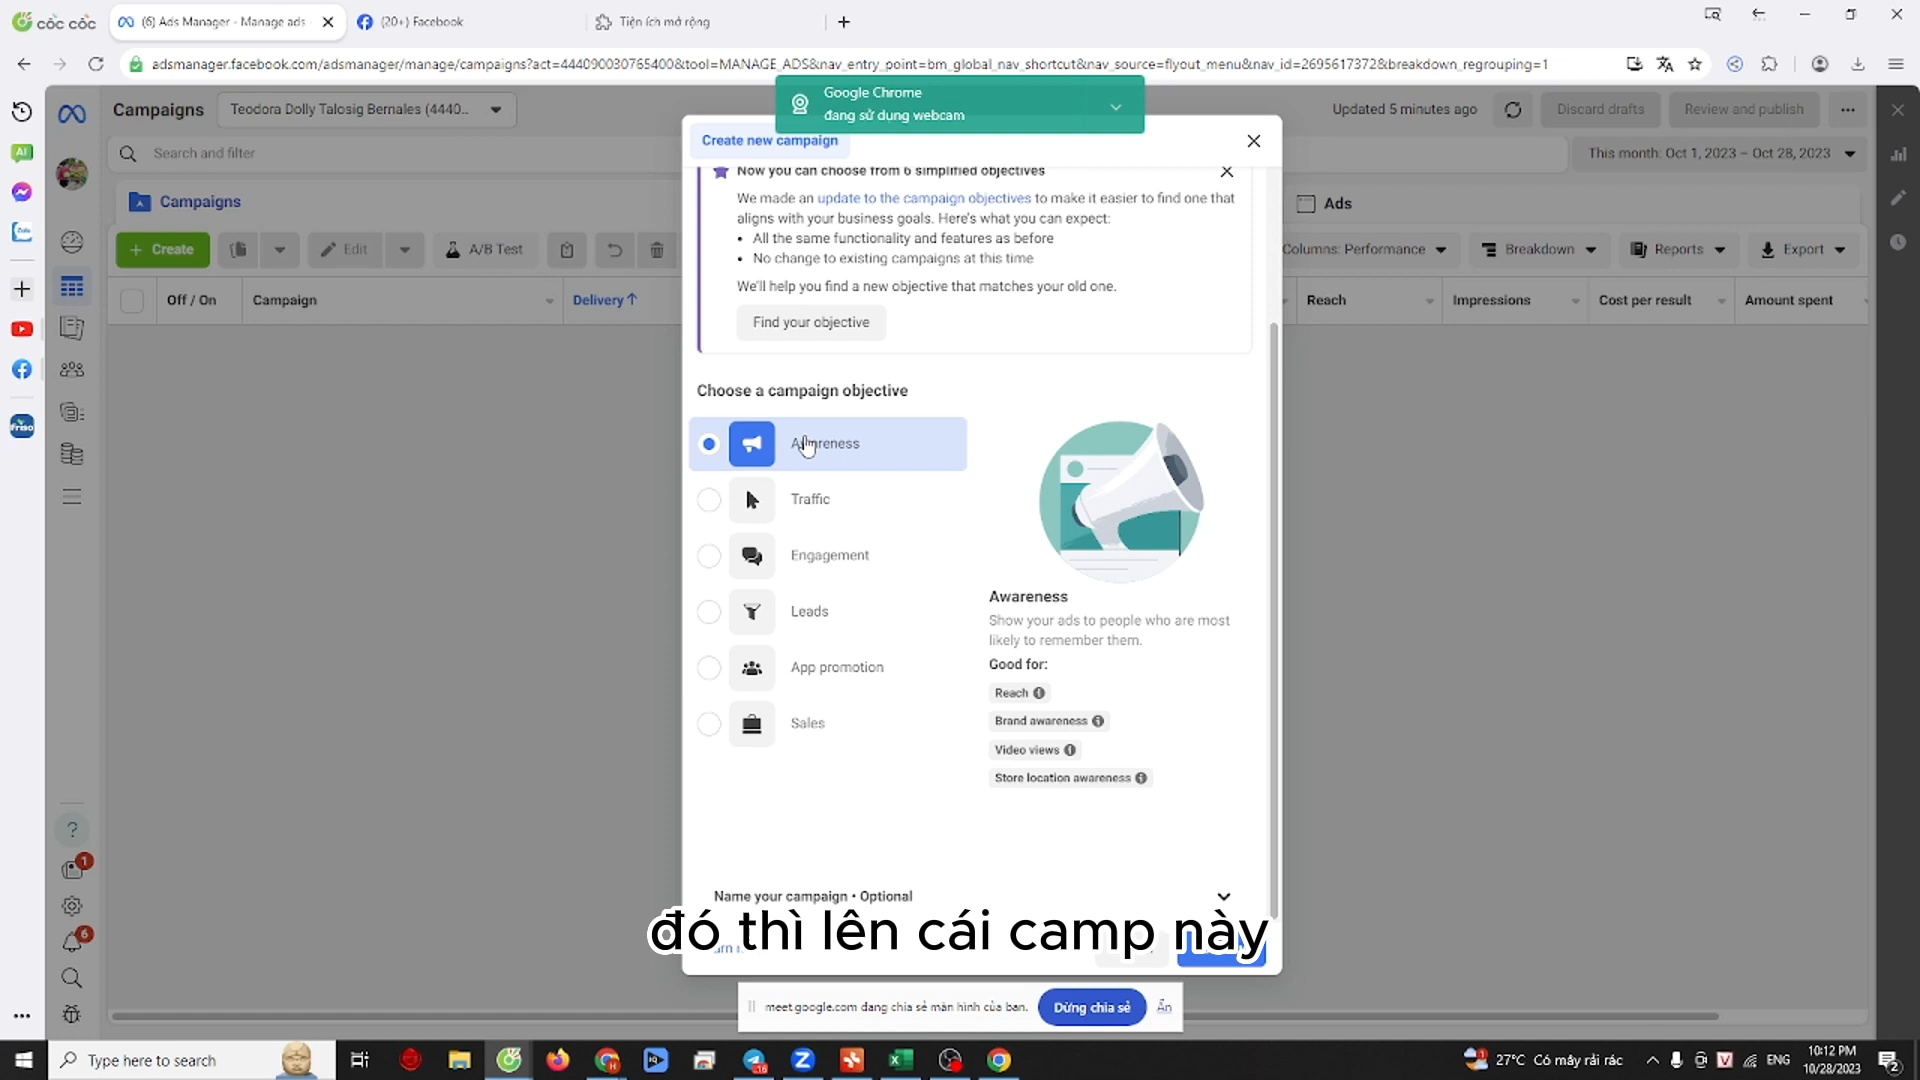 cốc cốc
(6) Ads Manager - Manage ads
(20+) Facebook
Tiện ích mở rộng
adsmanager.facebook.com/adsmanager/manage/campaigns?act=444090030765400&tool=MANAGE_ADS&nav_entry_point=bm_global_nav_shortcut&nav_source=flyout_menu&nav_id=2695617372&breakdown_regrouping=1
Google Chrome
đang sử dụng webcam
Campaigns
Teodora Dolly Talosig Bernales (4440...
Updated 5 minutes ago
Discard drafts
Review and publish
Search and filter
This month: Oct 1, 2023 – Oct 28, 2023
Campaigns
Ads
+ Create
Edit
A/B Test
Columns: Performance
Breakdown
Reports
Export
Off / On
Campaign
Delivery ↑
Reach
Impressions
Cost per result
Amount spent
Create new campaign
Now you can choose from 6 simplified objectives
We made an update to the campaign objectives to make it easier to find one that
aligns with your business goals. Here's what you can expect:
• All the same functionality and features as before
• No change to existing campaigns at this time
We'll help you find a new objective that matches your old one.
Find your objective
Choose a campaign objective
Awareness
Traffic
Engagement
Leads
App promotion
Sales
Awareness
Show your ads to people who are most
likely to remember them.
Good for:
Reach
Brand awareness
Video views
Store location awareness
Name your campaign • Optional
đó thì lên cái camp này
meet.google.com đang chia sẻ màn hình của bạn.
Dừng chia sẻ
Ẩn
AI
Zalo
Friso
1
6
Type here to search
16
27°C Có mây rải rác
ENG
10:12 PM
10/28/2023
2